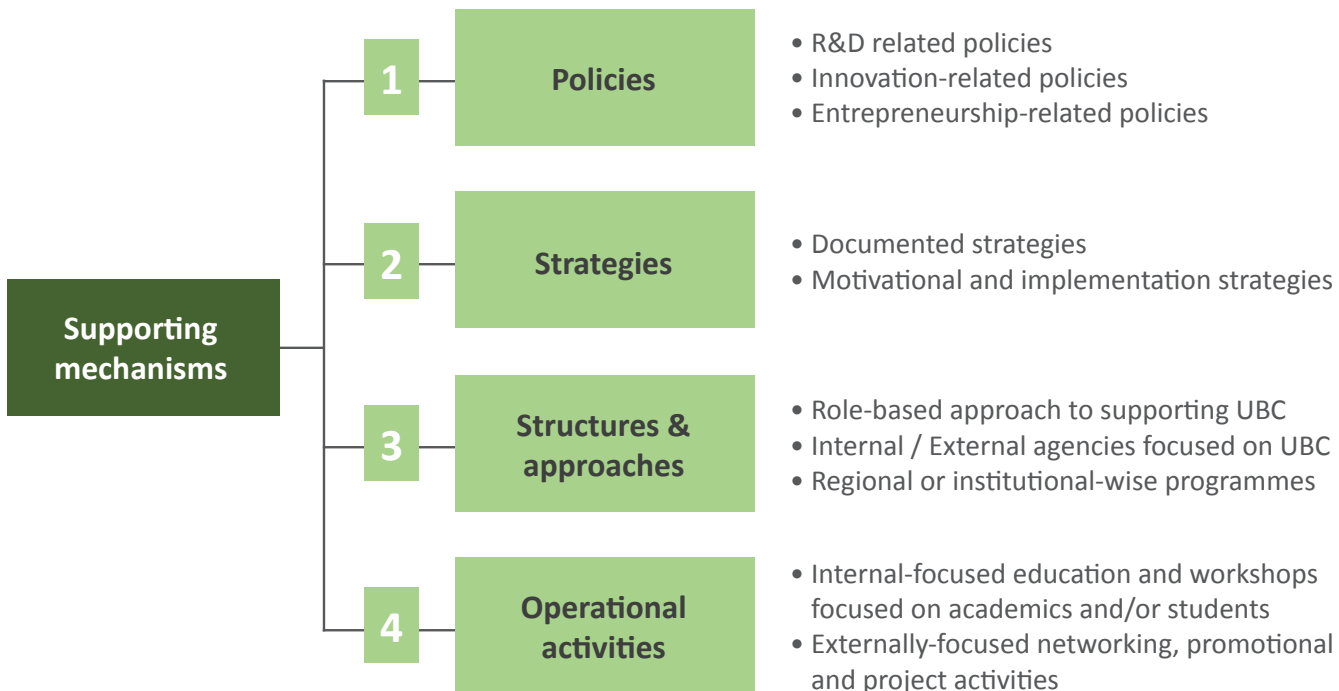 Supporting
mechanisms
1
Policies
• R&D related policies
• Innovation-related policies
• Entrepreneurship-related policies
2
Strategies
• Documented strategies
• Motivational and implementation strategies
3
Structures &
approaches
• Role-based approach to supporting UBC
• Internal / External agencies focused on UBC
• Regional or institutional-wise programmes
4
Operational
activities
• Internal-focused education and workshops
focused on academics and/or students
• Externally-focused networking, promotional
and project activities